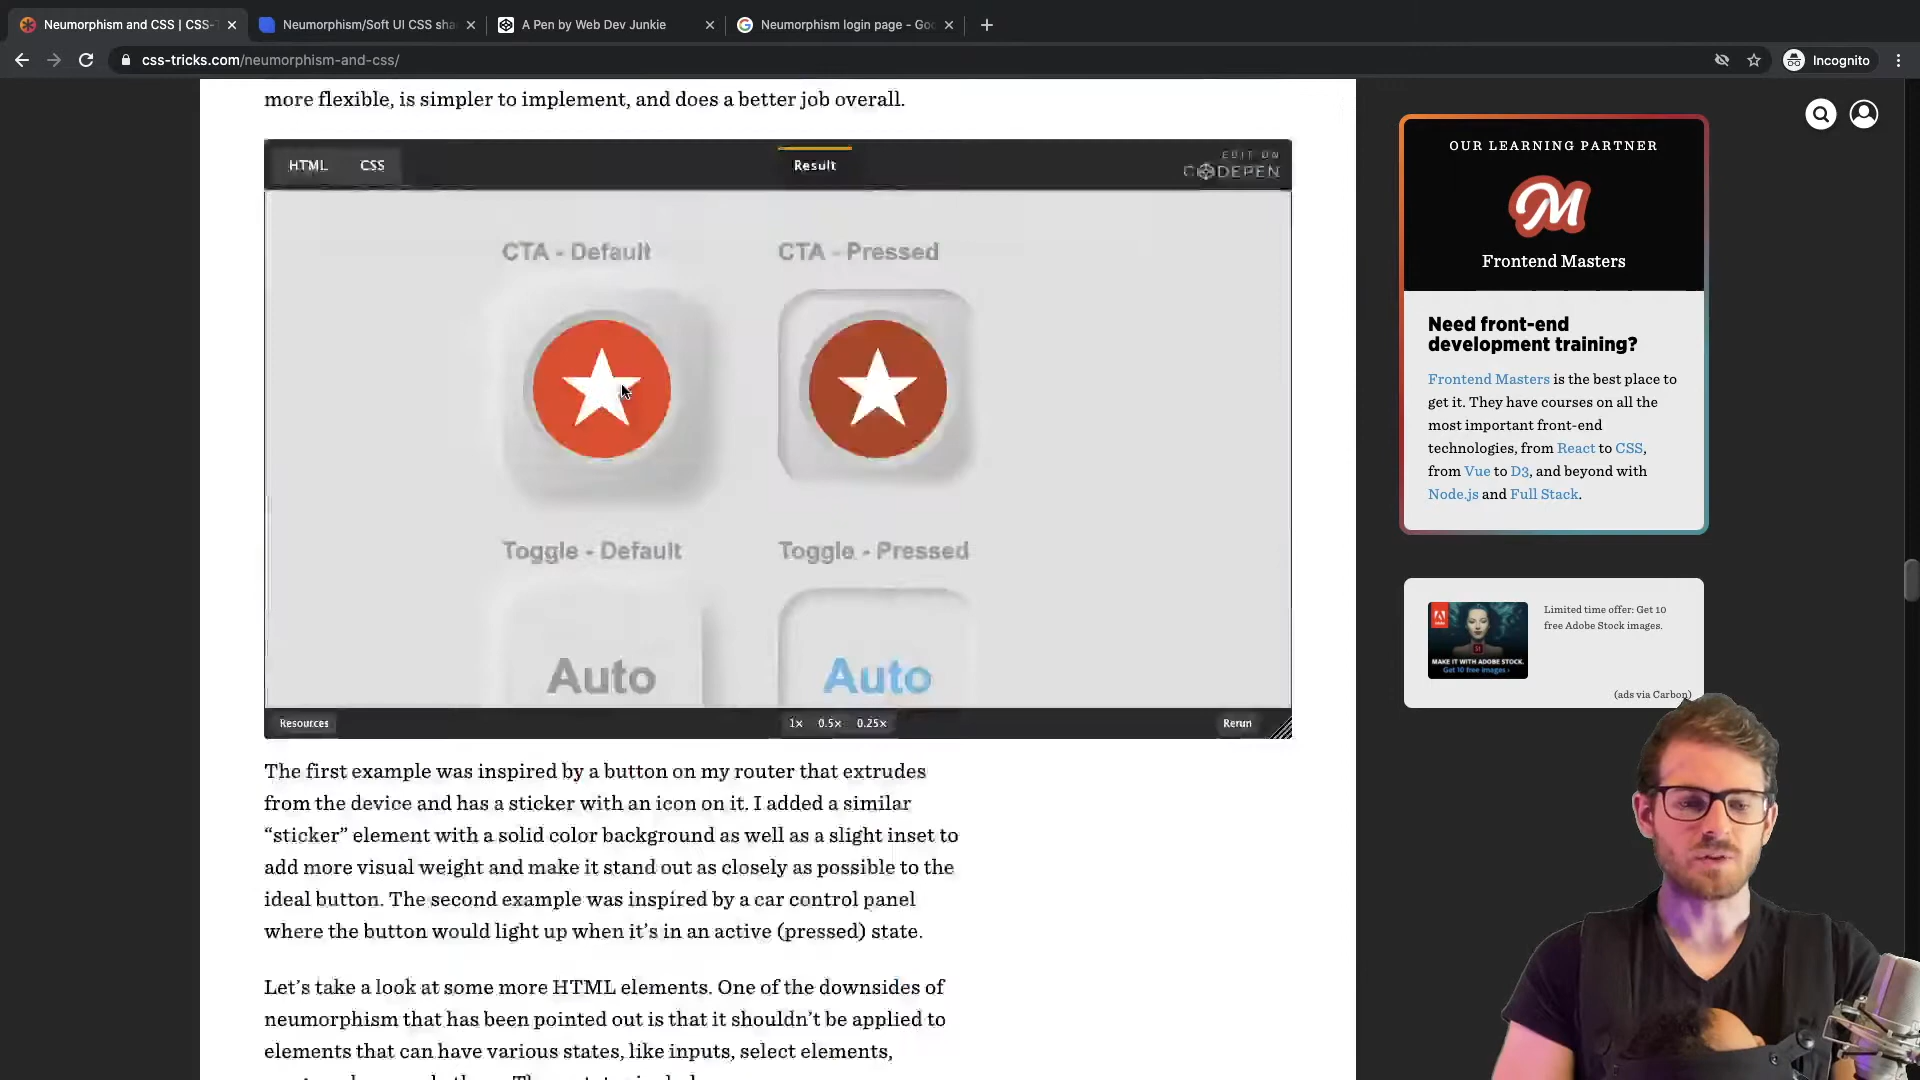 Neumorphism and CSS | CSS-T
Neumorphism/Soft UI CSS sha
A Pen by Web Dev Junkie
Neumorphism login page - Goo
css-tricks.com/neumorphism-and-css/
Incognito
more flexible, is simpler to implement, and does a better job overall.
HTML
CSS
Result
EDIT ON
CODEPEN
CTA - Default
CTA - Pressed
Toggle - Default
Toggle - Pressed
Auto
Auto
Resources
1×
0.5×
0.25×
Rerun
The first example was inspired by a button on my router that extrudes
from the device and has a sticker with an icon on it. I added a similar
“sticker” element with a solid color background as well as a slight inset to
add more visual weight and make it stand out as closely as possible to the
ideal button. The second example was inspired by a car control panel
where the button would light up when it’s in an active (pressed) state.
Let’s take a look at some more HTML elements. One of the downsides of
neumorphism that has been pointed out is that it shouldn’t be applied to
elements that can have various states, like inputs, select elements,
OUR LEARNING PARTNER
M
Frontend Masters
Need front-end
development training?
Frontend Masters is the best place to
get it. They have courses on all the
most important front-end
technologies, from React to CSS,
from Vue to D3, and beyond with
Node.js and Full Stack.
MAKE IT WITH ADOBE STOCK.
Get 10 free images ›
Limited time offer: Get 10
free Adobe Stock images.
(ads via Carbon)